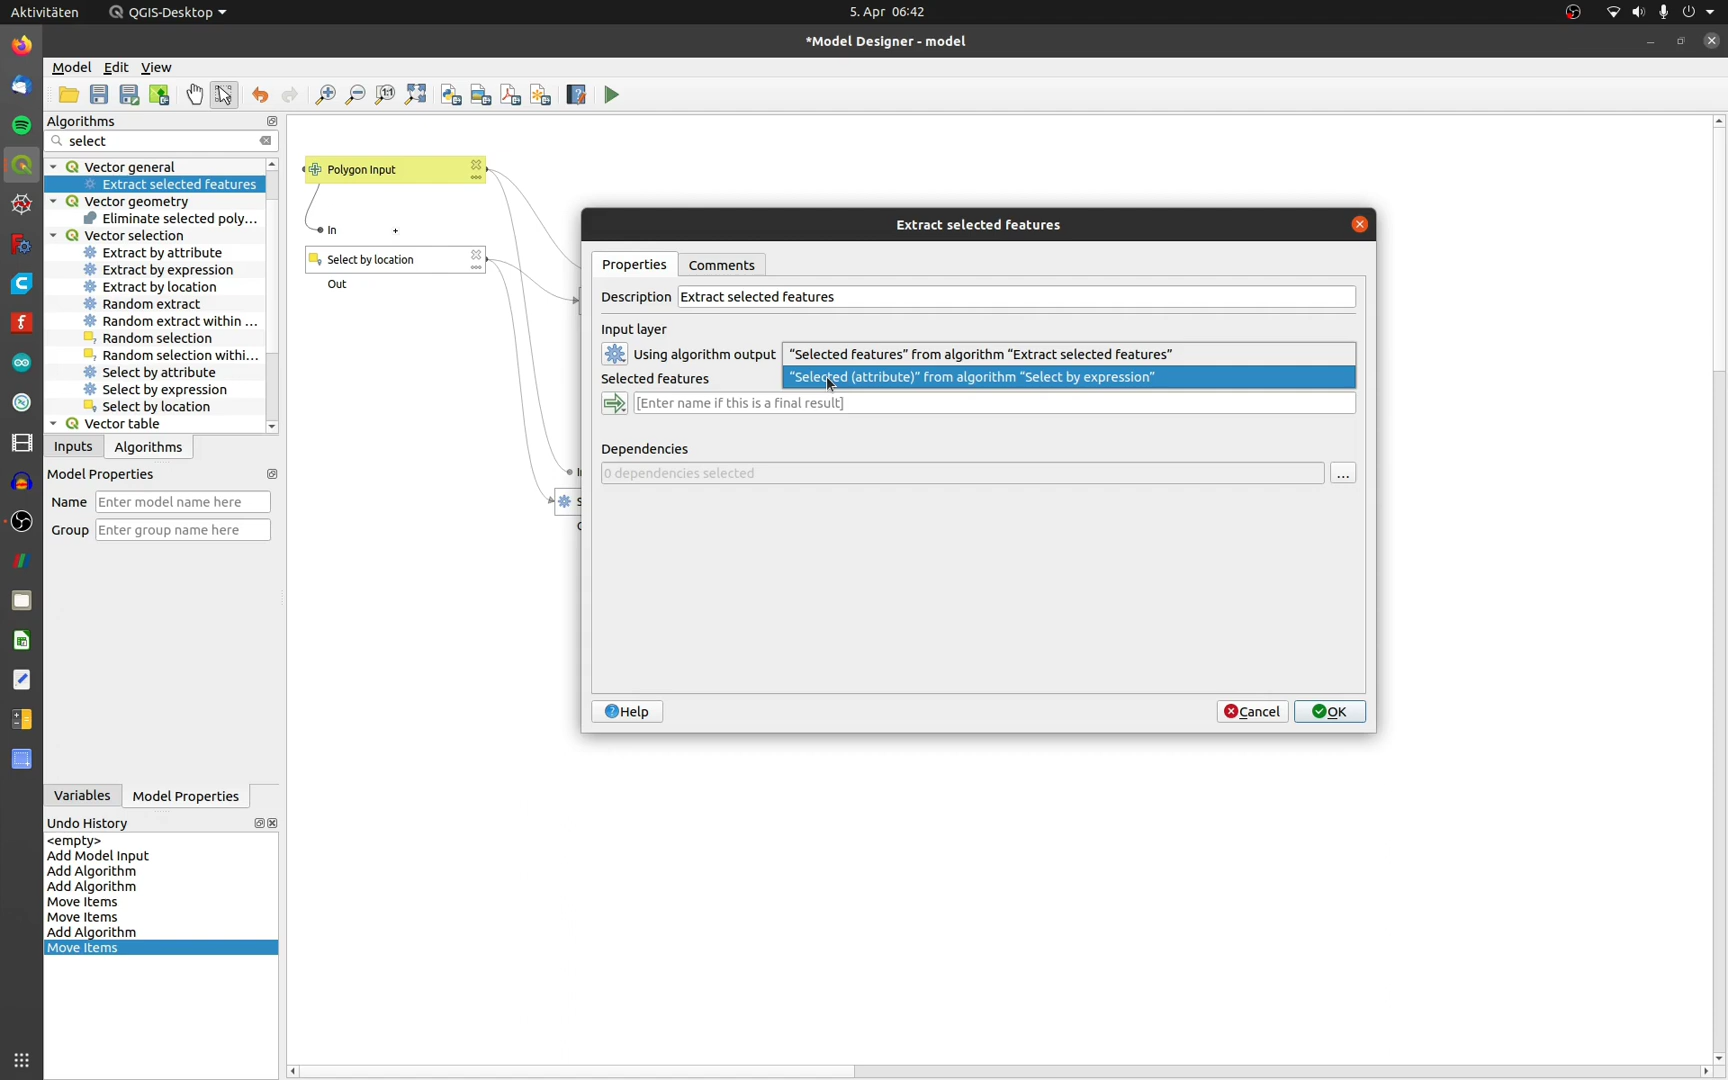 Aktivitäten QGIS-Desktop 5. Apr 06:42
*Model Designer - model
Model Edit View
Algorithms
select
Vector general
Extract selected features
Vector geometry
Eliminate selected poly...
Vector selection
Extract by attribute
Extract by expression
Extract by location
Random extract
Random extract within ...
Random selection
Random selection withi...
Select by attribute
Select by expression
Select by location
Vector table
Inputs Algorithms
Model Properties
Name Enter model name here
Group Enter group name here
Variables Model Properties
Undo History
<empty>
Add Model Input
Add Algorithm
Add Algorithm
Move Items
Move Items
Add Algorithm
Move Items
Polygon Input
In
Select by location
Out
Extract selected features
Properties Comments
Description Extract selected features
Input layer
Using algorithm output “Selected features” from algorithm “Extract selected features”
“Selected (attribute)” from algorithm “Select by expression”
Selected features
[Enter name if this is a final result]
Dependencies
0 dependencies selected ...
Help Cancel OK